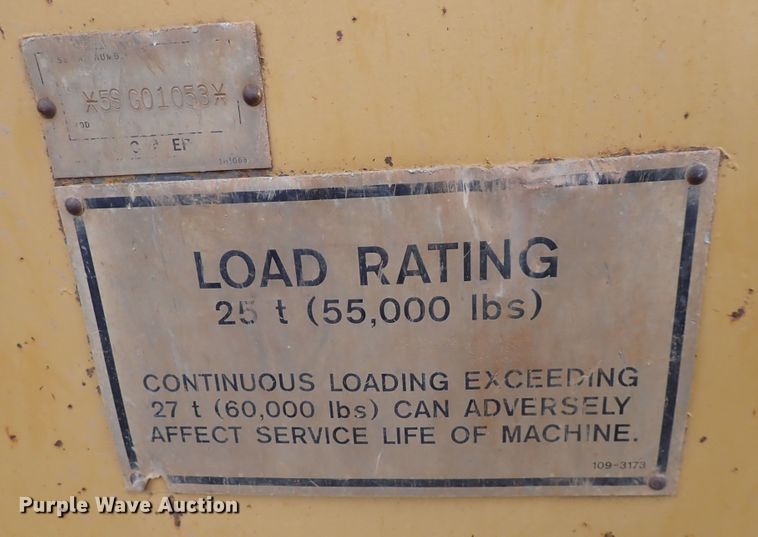 *5SG01053*
LOAD RATING
25 t (55,000 lbs)
CONTINUOUS LOADING EXCEEDING
27 t (60,000 lbs) CAN ADVERSELY
AFFECT SERVICE LIFE OF MACHINE.
109-3173
Purple Wave Auction